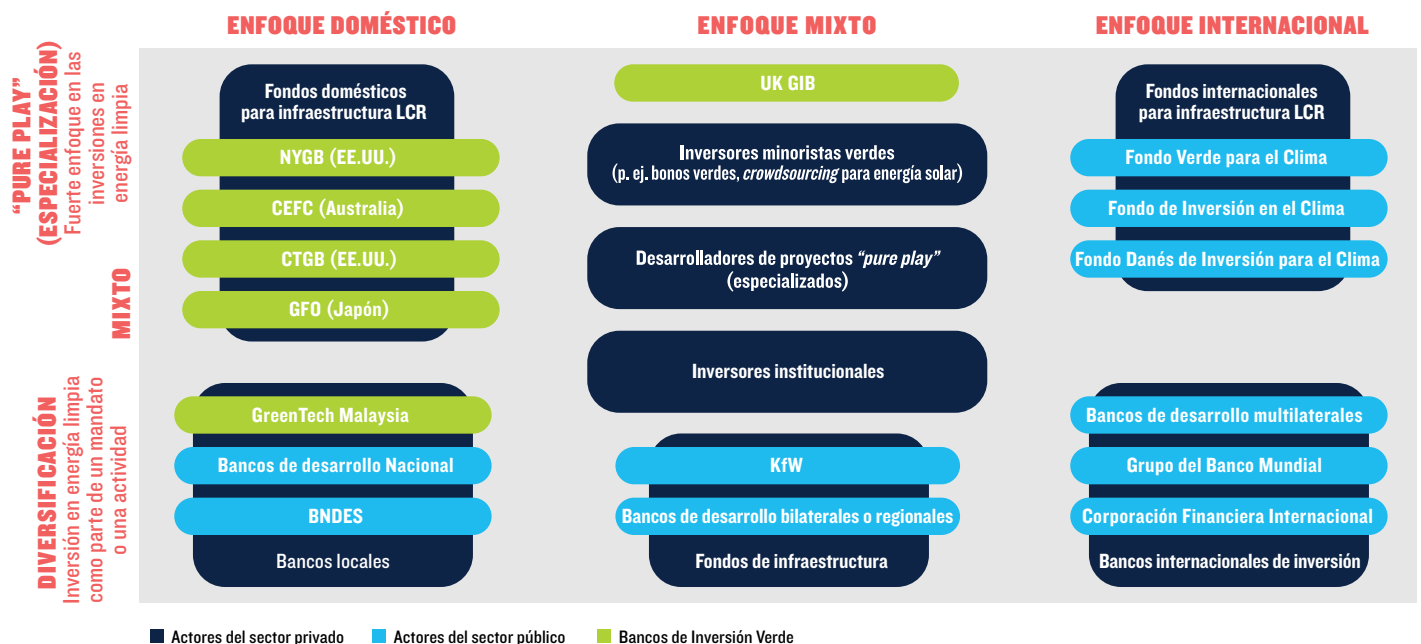 ENFOQUE DOMÉSTICO
ENFOQUE MIXTO
ENFOQUE INTERNACIONAL
“PURE PLAY”
(ESPECIALIZACIÓN)
Fuerte enfoque en las
inversiones en
energía limpia
MIXTO
DIVERSIFICACIÓN
Inversión en energía limpia
como parte de un mandato
o una actividad
Fondos domésticos
para infraestructura LCR
NYGB (EE.UU.)
CEFC (Australia)
CTGB (EE.UU.)
GFO (Japón)
GreenTech Malaysia
Bancos de desarrollo Nacional
BNDES
Bancos locales
UK GIB
Inversores minoristas verdes
(p. ej. bonos verdes, crowdsourcing para energía solar)
Desarrolladores de proyectos “pure play”
(especializados)
Inversores institucionales
KfW
Bancos de desarrollo bilaterales o regionales
Fondos de infraestructura
Fondos internacionales
para infraestructura LCR
Fondo Verde para el Clima
Fondo de Inversión en el Clima
Fondo Danés de Inversión para el Clima
Bancos de desarrollo multilaterales
Grupo del Banco Mundial
Corporación Financiera Internacional
Bancos internacionales de inversión
Actores del sector privado
Actores del sector público
Bancos de Inversión Verde